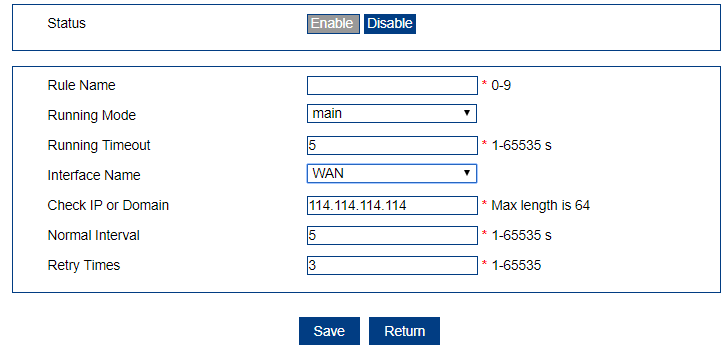 Status Enable Disable
Rule Name * 0-9
Running Mode main
Running Timeout 5 * 1-65535 s
Interface Name WAN
Check IP or Domain 114.114.114.114 * Max length is 64
Normal Interval 5 * 1-65535 s
Retry Times 3 * 1-65535
Save Return